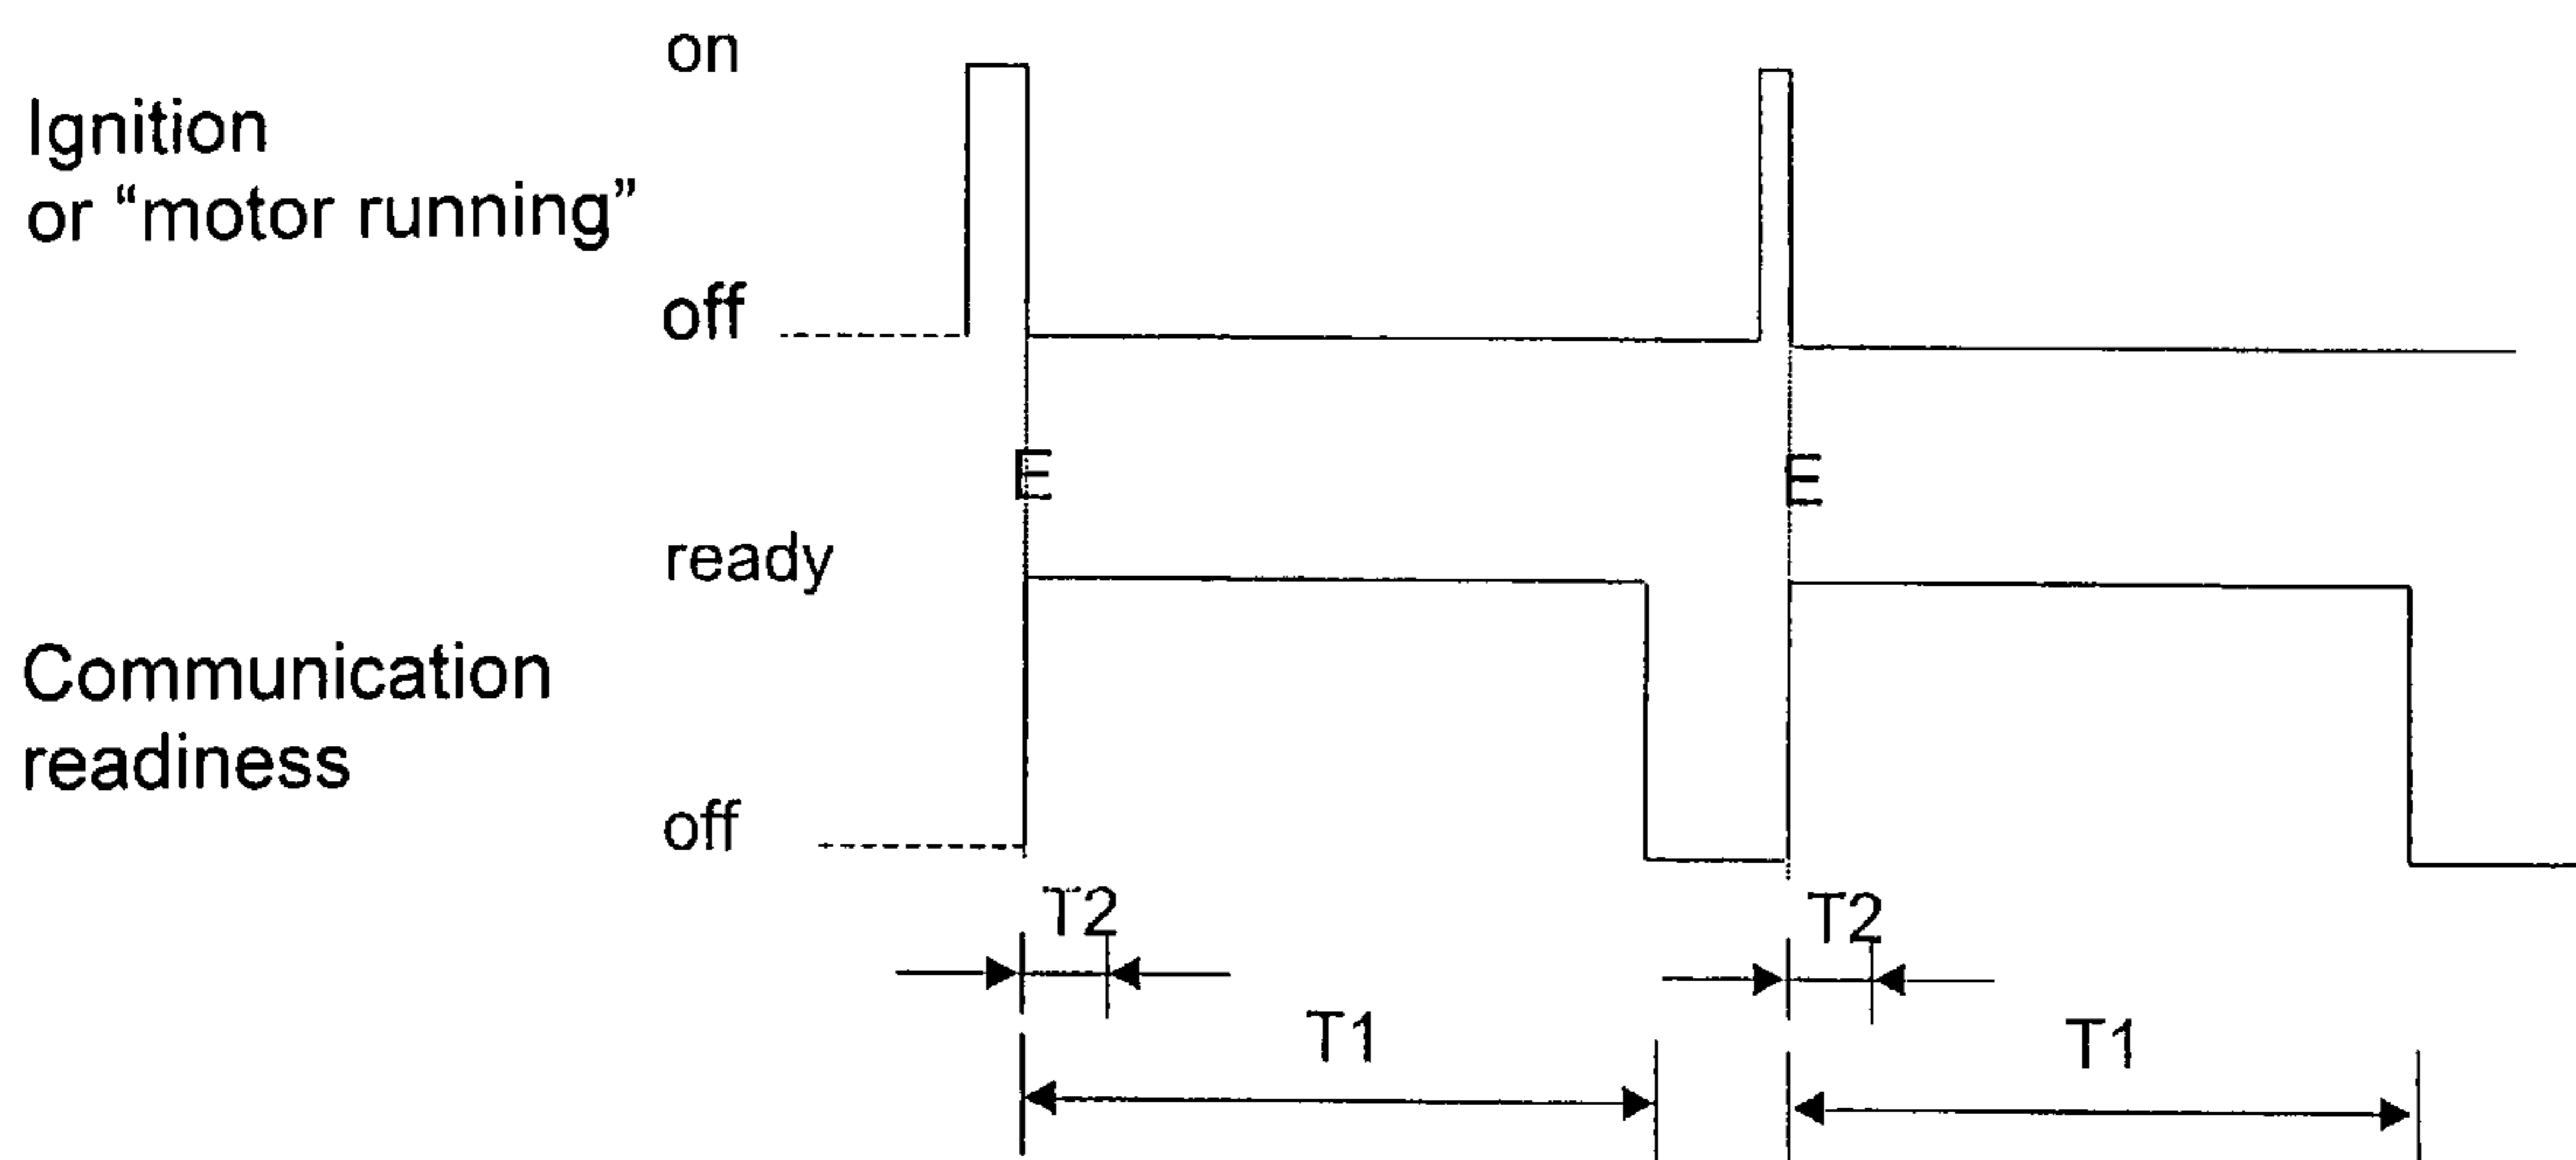 on
Ignition
or “motor running”
off
E
E
ready
Communication
readiness
off
T2
T2
T1
T1